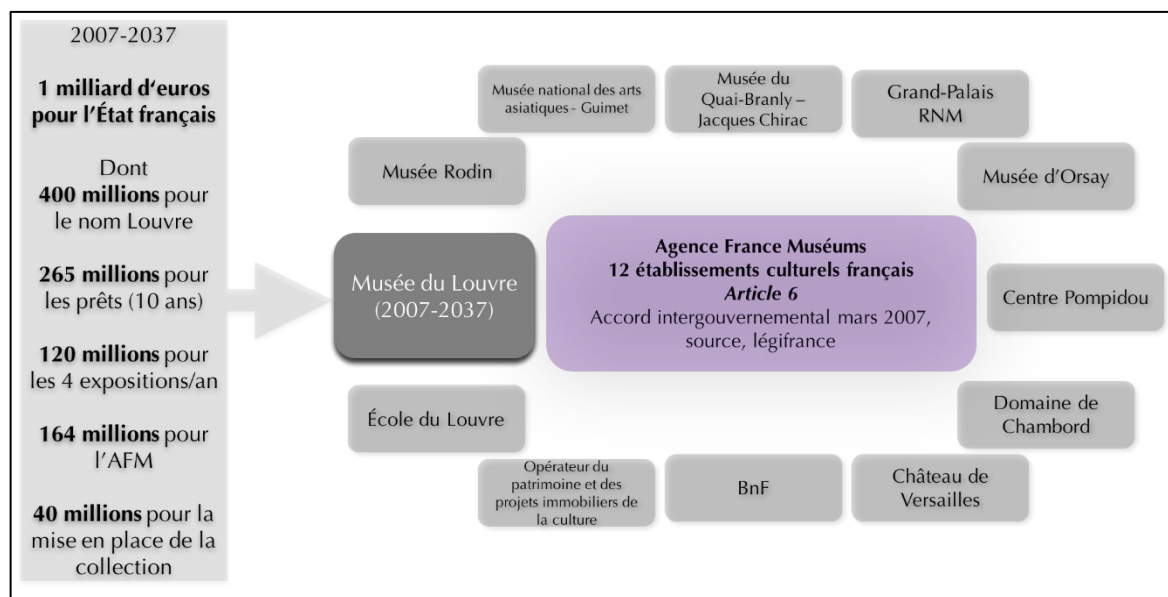 2007-2037
1 milliard d'euros
pour l'État français
Dont
400 millions pour
le nom Louvre
265 millions pour
les prêts (10 ans)
120 millions pour
les 4 expositions/an
164 millions pour
l'AFM
40 millions pour la
mise en place de la
collection
Musée national des arts
asiatiques - Guimet
Musée du
Quai-Branly –
Jacques Chirac
Grand-Palais
RNM
Musée Rodin
Musée d'Orsay
Musée du Louvre
(2007-2037)
Agence France Muséums
12 établissements culturels français
Article 6
Accord intergouvernemental mars 2007,
source, légifrance
Centre Pompidou
École du Louvre
Domaine de
Chambord
Opérateur du
patrimoine et des
projets immobiliers de
la culture
BnF
Château de
Versailles